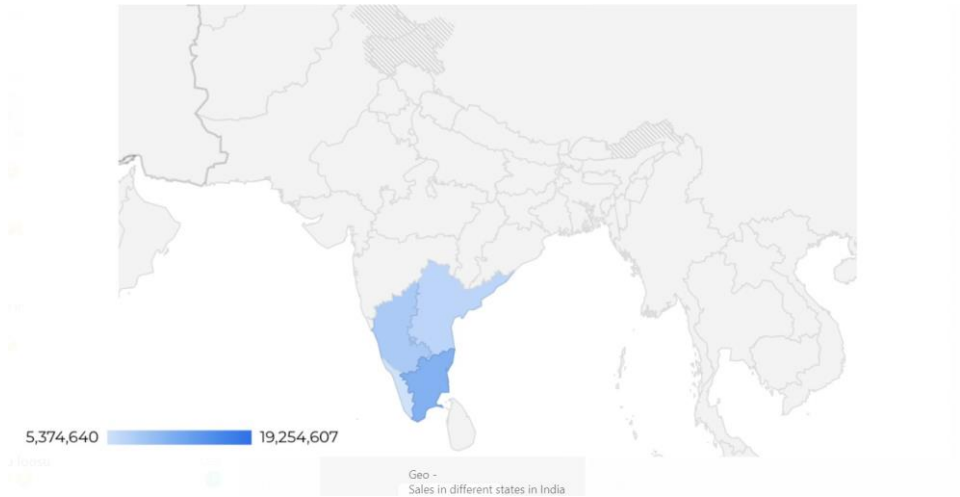 5,374,640
19,254,607
Geo -
Sales in different states in India